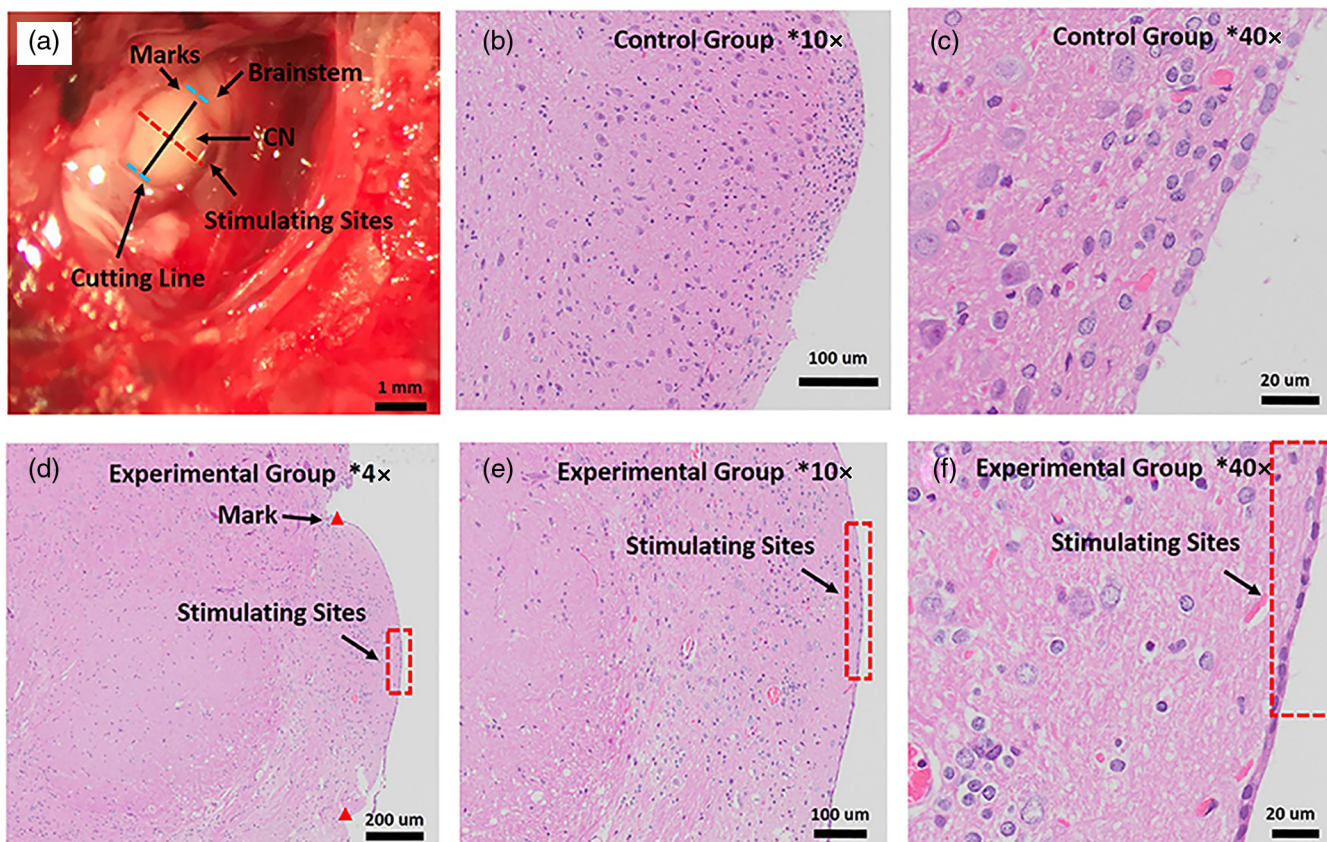 (a)
Marks
Brainstem
CN
Stimulating Sites
Cutting Line
1 mm
(b)
Control Group *10×
100 um
(c)
Control Group *40×
20 um
(d)
Experimental Group *4×
Mark
Stimulating Sites
200 um
(e)
Experimental Group *10×
Stimulating Sites
100 um
(f)
Experimental Group *40×
Stimulating Sites
20 um